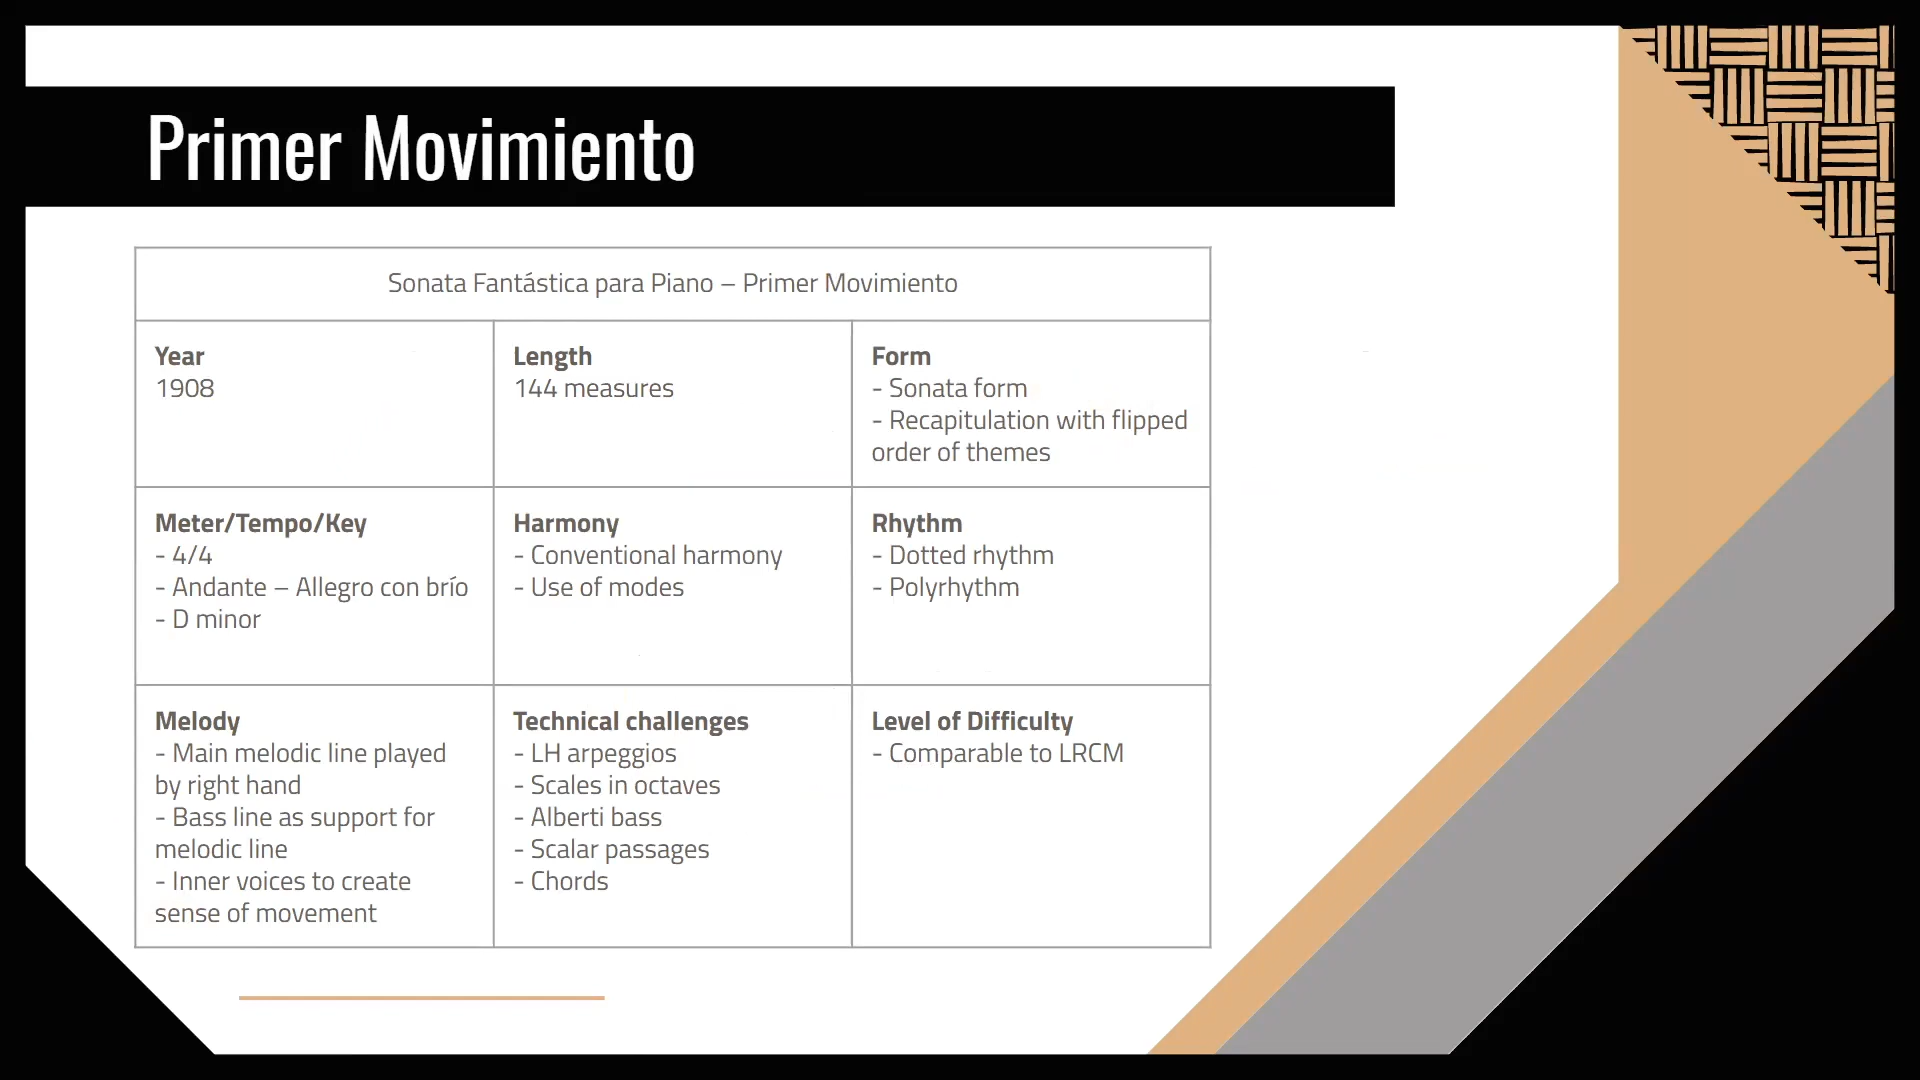 Primer Movimiento
Sonata Fantástica para Piano – Primer Movimiento
Year
1908
Length
144 measures
Form
- Sonata form
- Recapitulation with flipped
order of themes
Meter/Tempo/Key
- 4/4
- Andante – Allegro con brío
- D minor
Harmony
- Conventional harmony
- Use of modes
Rhythm
- Dotted rhythm
- Polyrhythm
Melody
- Main melodic line played
by right hand
- Bass line as support for
melodic line
- Inner voices to create
sense of movement
Technical challenges
- LH arpeggios
- Scales in octaves
- Alberti bass
- Scalar passages
- Chords
Level of Difficulty
- Comparable to LRCM